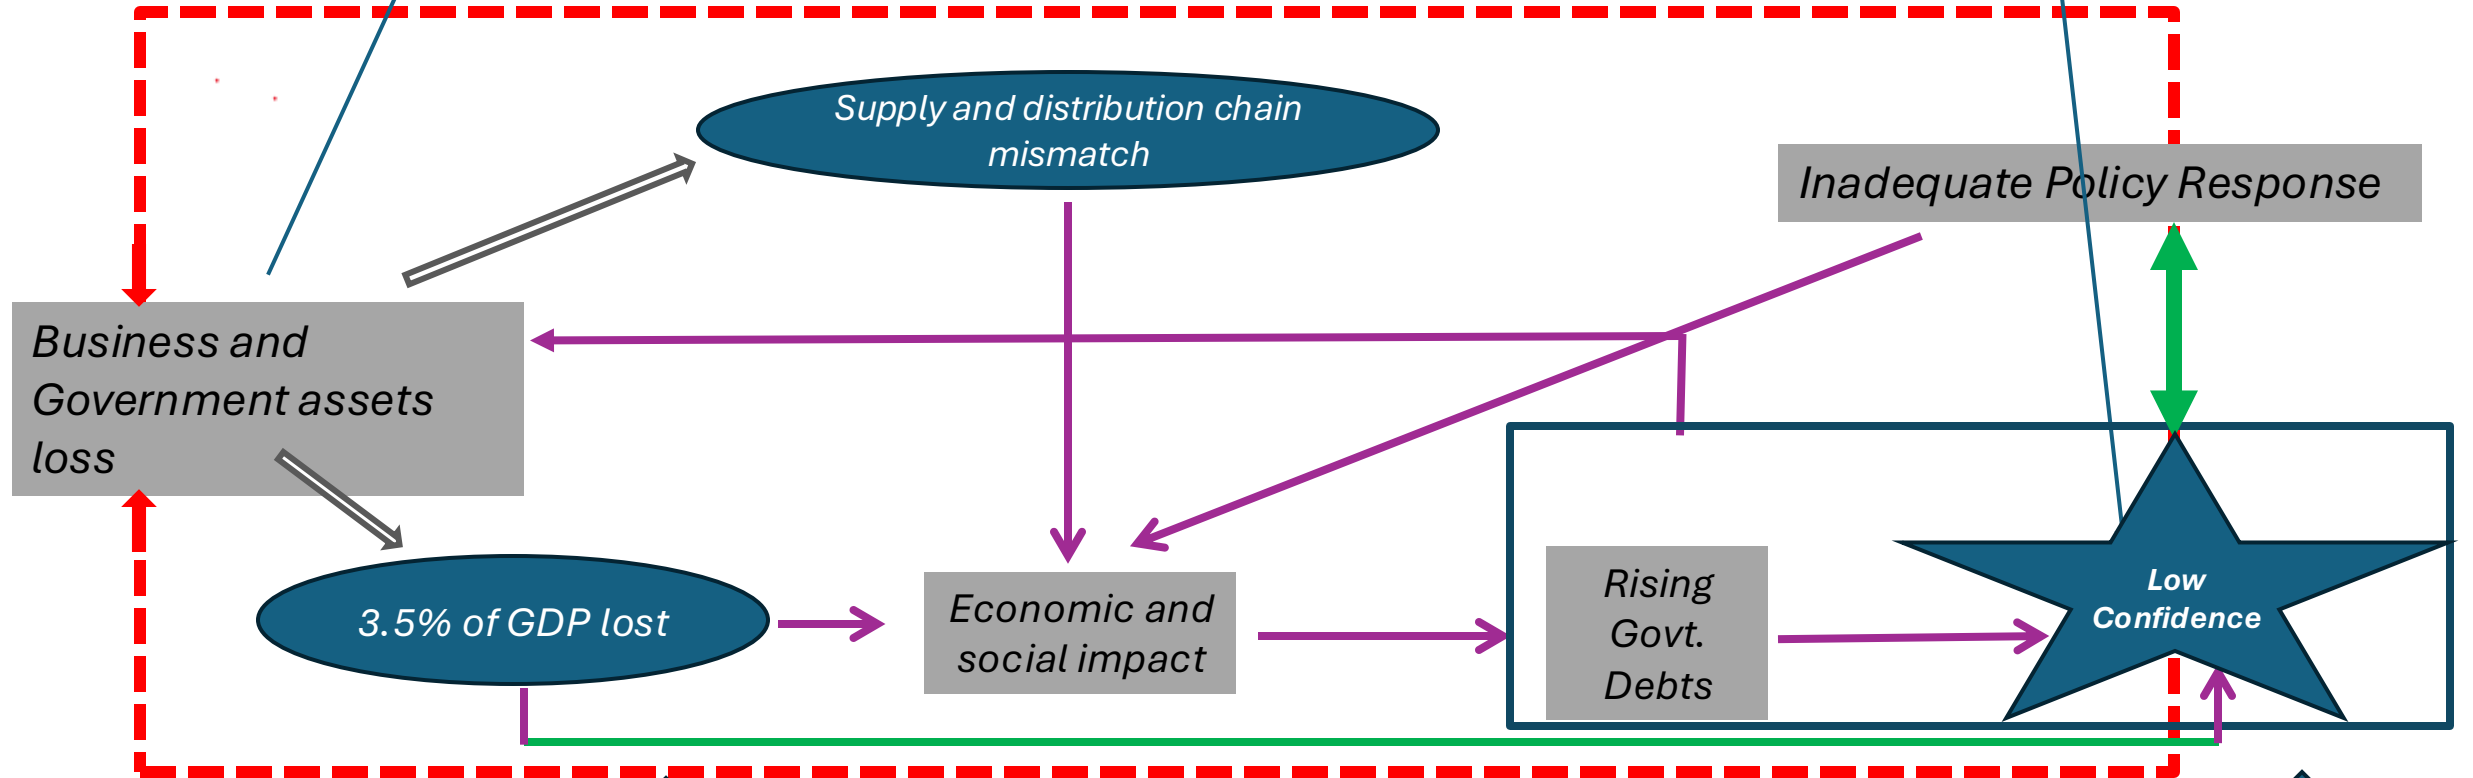 Supply and distribution chain
mismatch
Inadequate Policy Response
Business and
Government assets
loss
3.5% of GDP lost
Economic and
social impact
Rising
Govt.
Debts
Low
Confidence